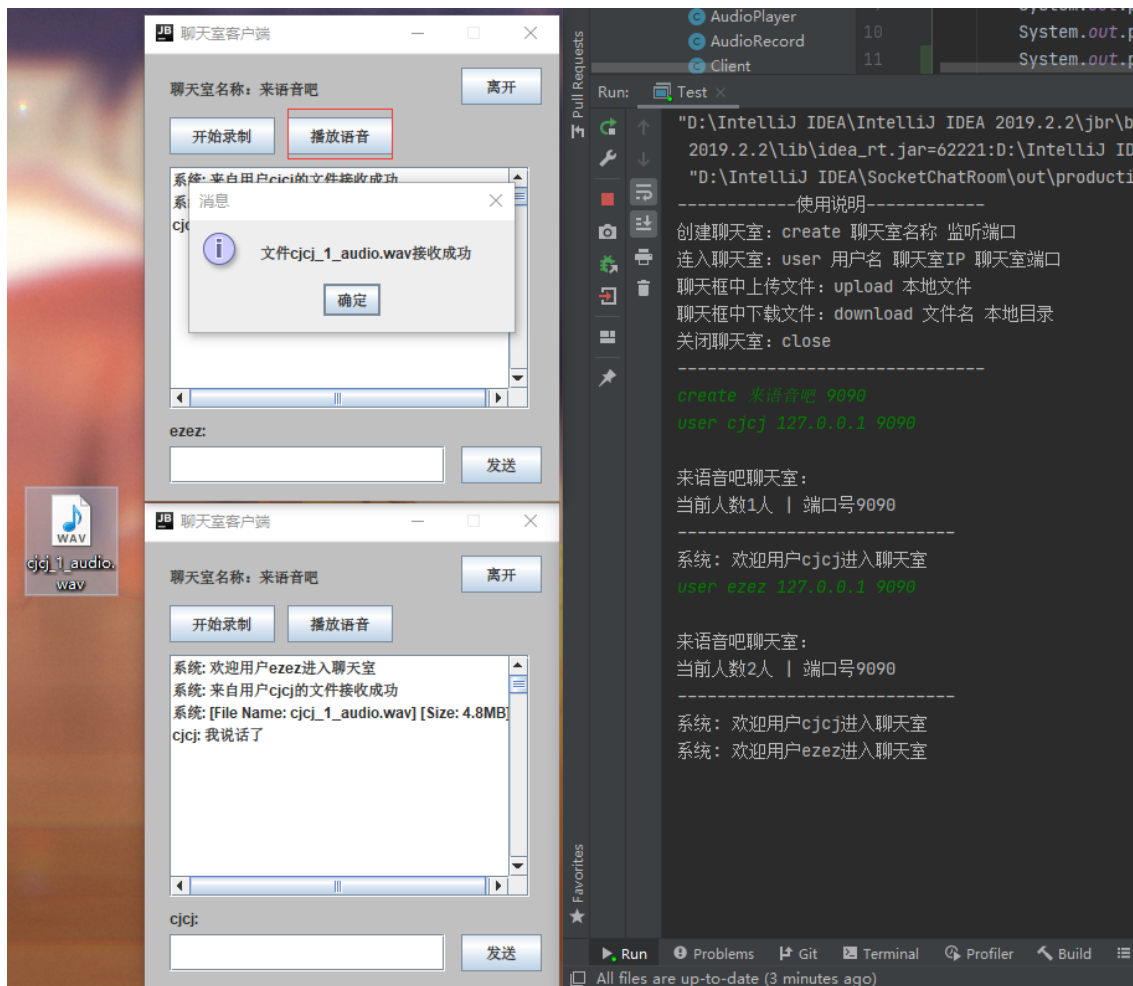 JB 聊天室客户端
聊天室名称：来语音吧
离开
开始录制
播放语音
系统: 来自用户cjcj的文件接收成功
消息
文件cjcj_1_audio.wav接收成功
确定
ezez:
发送
WAV
cjcj_1_audio.
wav
JB 聊天室客户端
聊天室名称：来语音吧
离开
开始录制
播放语音
系统: 欢迎用户ezez进入聊天室
系统: 来自用户cjcj的文件接收成功
系统: [File Name: cjcj_1_audio.wav] [Size: 4.8MB]
cjcj: 我说话了
cjcj:
发送
Pull Requests
Favorites
AudioPlayer
AudioRecord
Client
10
11
System.out.p
System.out.p
Run:
Test
"D:\IntelliJ IDEA\IntelliJ IDEA 2019.2.2\jbr\b
2019.2.2\lib\idea_rt.jar=62221:D:\IntelliJ ID
"D:\IntelliJ IDEA\SocketChatRoom\out\producti
------------使用说明------------
创建聊天室: create 聊天室名称 监听端口
连入聊天室: user 用户名 聊天室IP 聊天室端口
聊天框中上传文件: upload 本地文件
聊天框中下载文件: download 文件名 本地目录
关闭聊天室: close
-------------------------------
create 来语音吧 9090
user cjcj 127.0.0.1 9090
来语音吧聊天室:
当前人数1人 | 端口号9090
----------------------------
系统: 欢迎用户cjcj进入聊天室
user ezez 127.0.0.1 9090
来语音吧聊天室:
当前人数2人 | 端口号9090
----------------------------
系统: 欢迎用户cjcj进入聊天室
系统: 欢迎用户ezez进入聊天室
Run
Problems
Git
Terminal
Profiler
Build
All files are up-to-date (3 minutes ago)